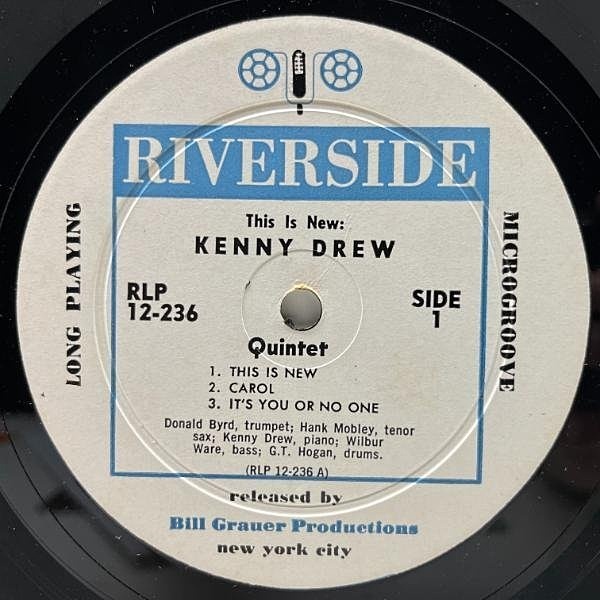 RIVERSIDE
This Is New:
KENNY DREW
LONG PLAYING
MICROGROOVE
RLP
12-236
SIDE
1
Quintet
1. THIS IS NEW
2. CAROL
3. IT'S YOU OR NO ONE
Donald Byrd, trumpet; Hank Mobley, tenor
sax; Kenny Drew, piano; Wilbur
Ware, bass; G.T. Hogan, drums.
(RLP 12-236 A)
released by
Bill Grauer Productions
new york city